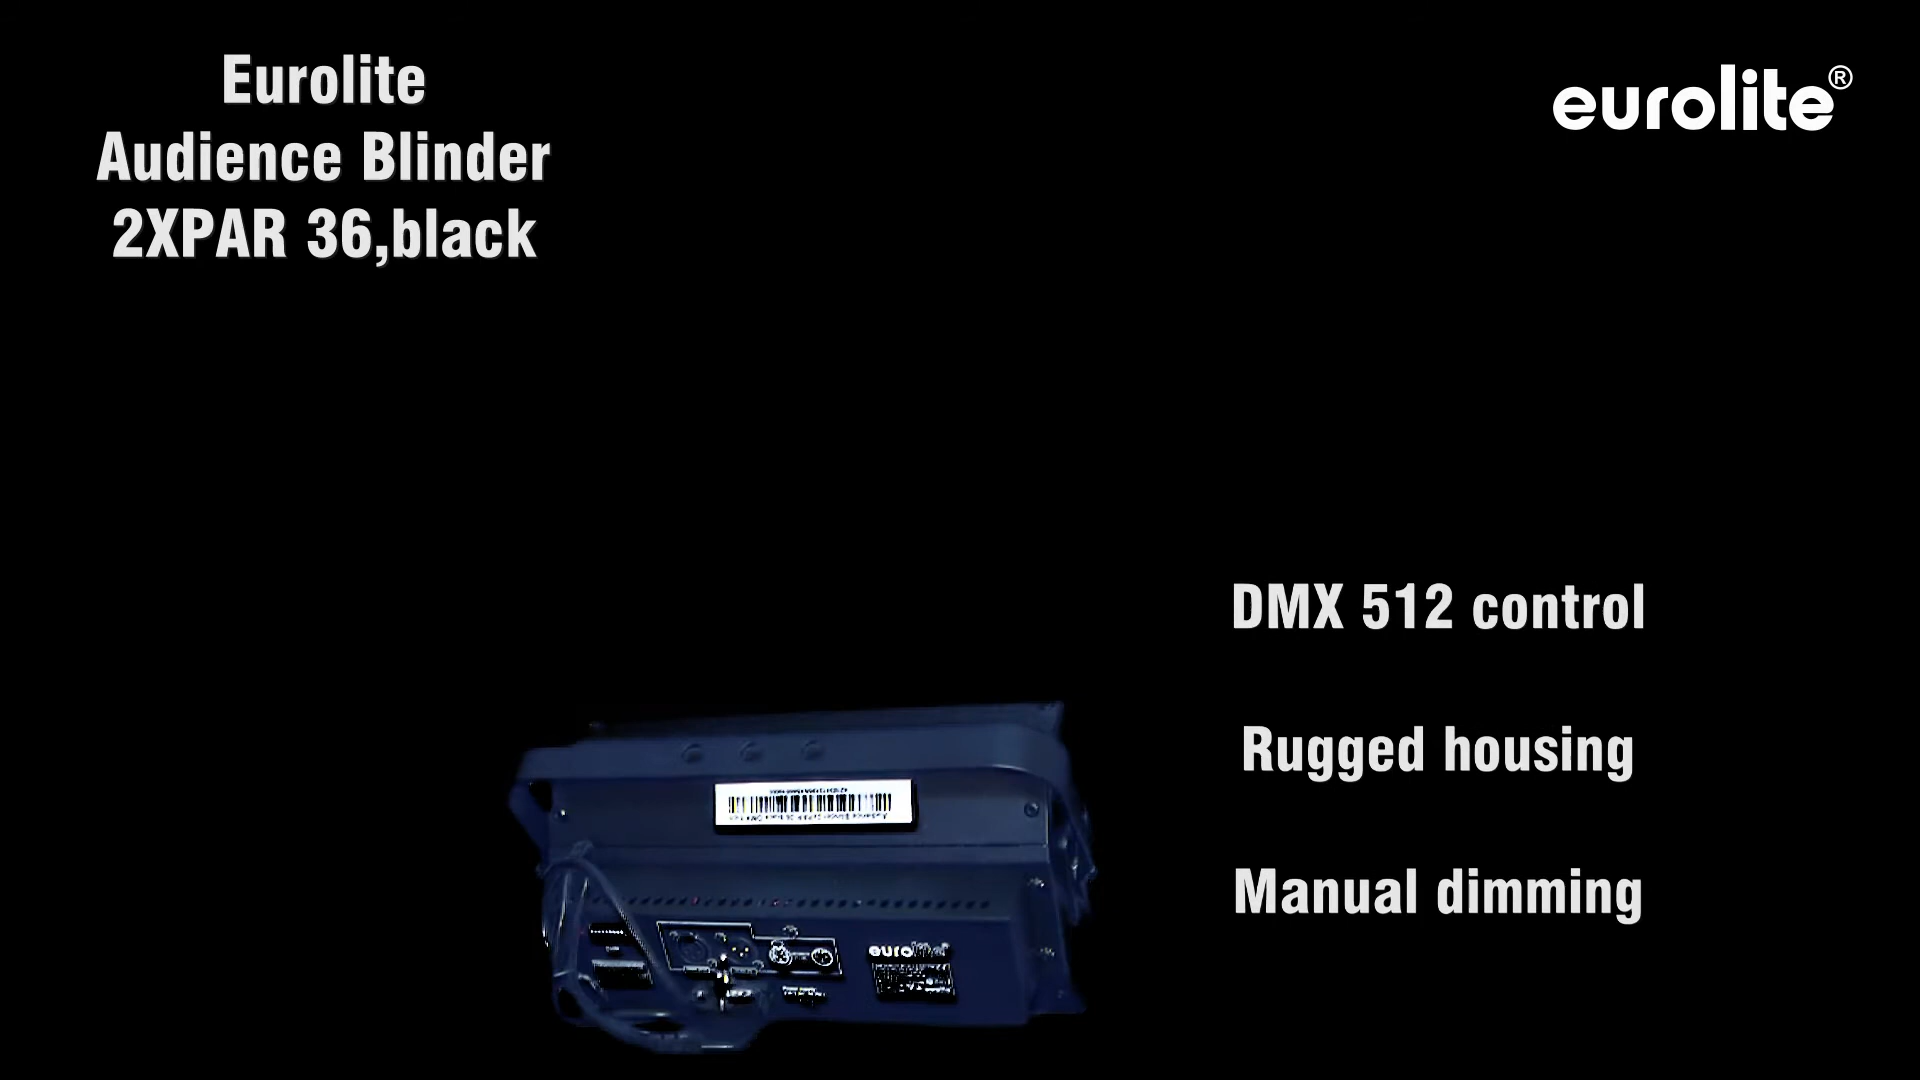 Eurolite
Audience Blinder
2XPAR 36,black
eurolite®
DMX 512 control
Rugged housing
Manual dimming
eurolite